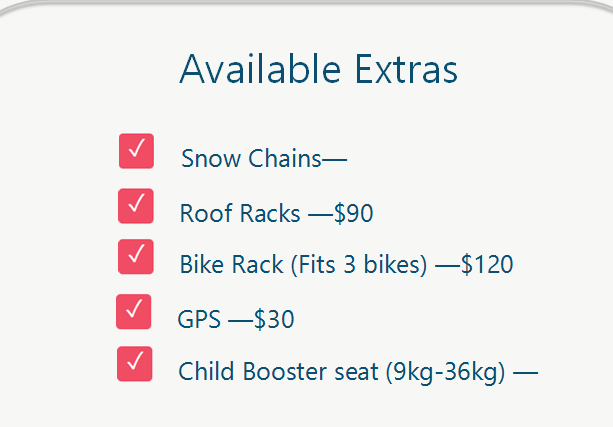 Available Extras
Snow Chains—
Roof Racks —$90
Bike Rack (Fits 3 bikes) —$120
GPS —$30
Child Booster seat (9kg-36kg) —